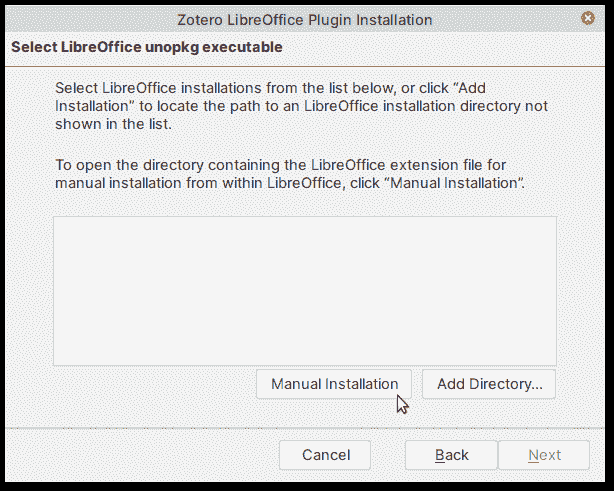 Zotero LibreOffice Plugin Installation
Select LibreOffice unopkg executable
Select LibreOffice installations from the list below, or click “Add
Installation” to locate the path to an LibreOffice installation directory not
shown in the list.
To open the directory containing the LibreOffice extension file for
manual installation from within LibreOffice, click “Manual Installation”.
Manual Installation
Add Directory...
Cancel
Back
Next